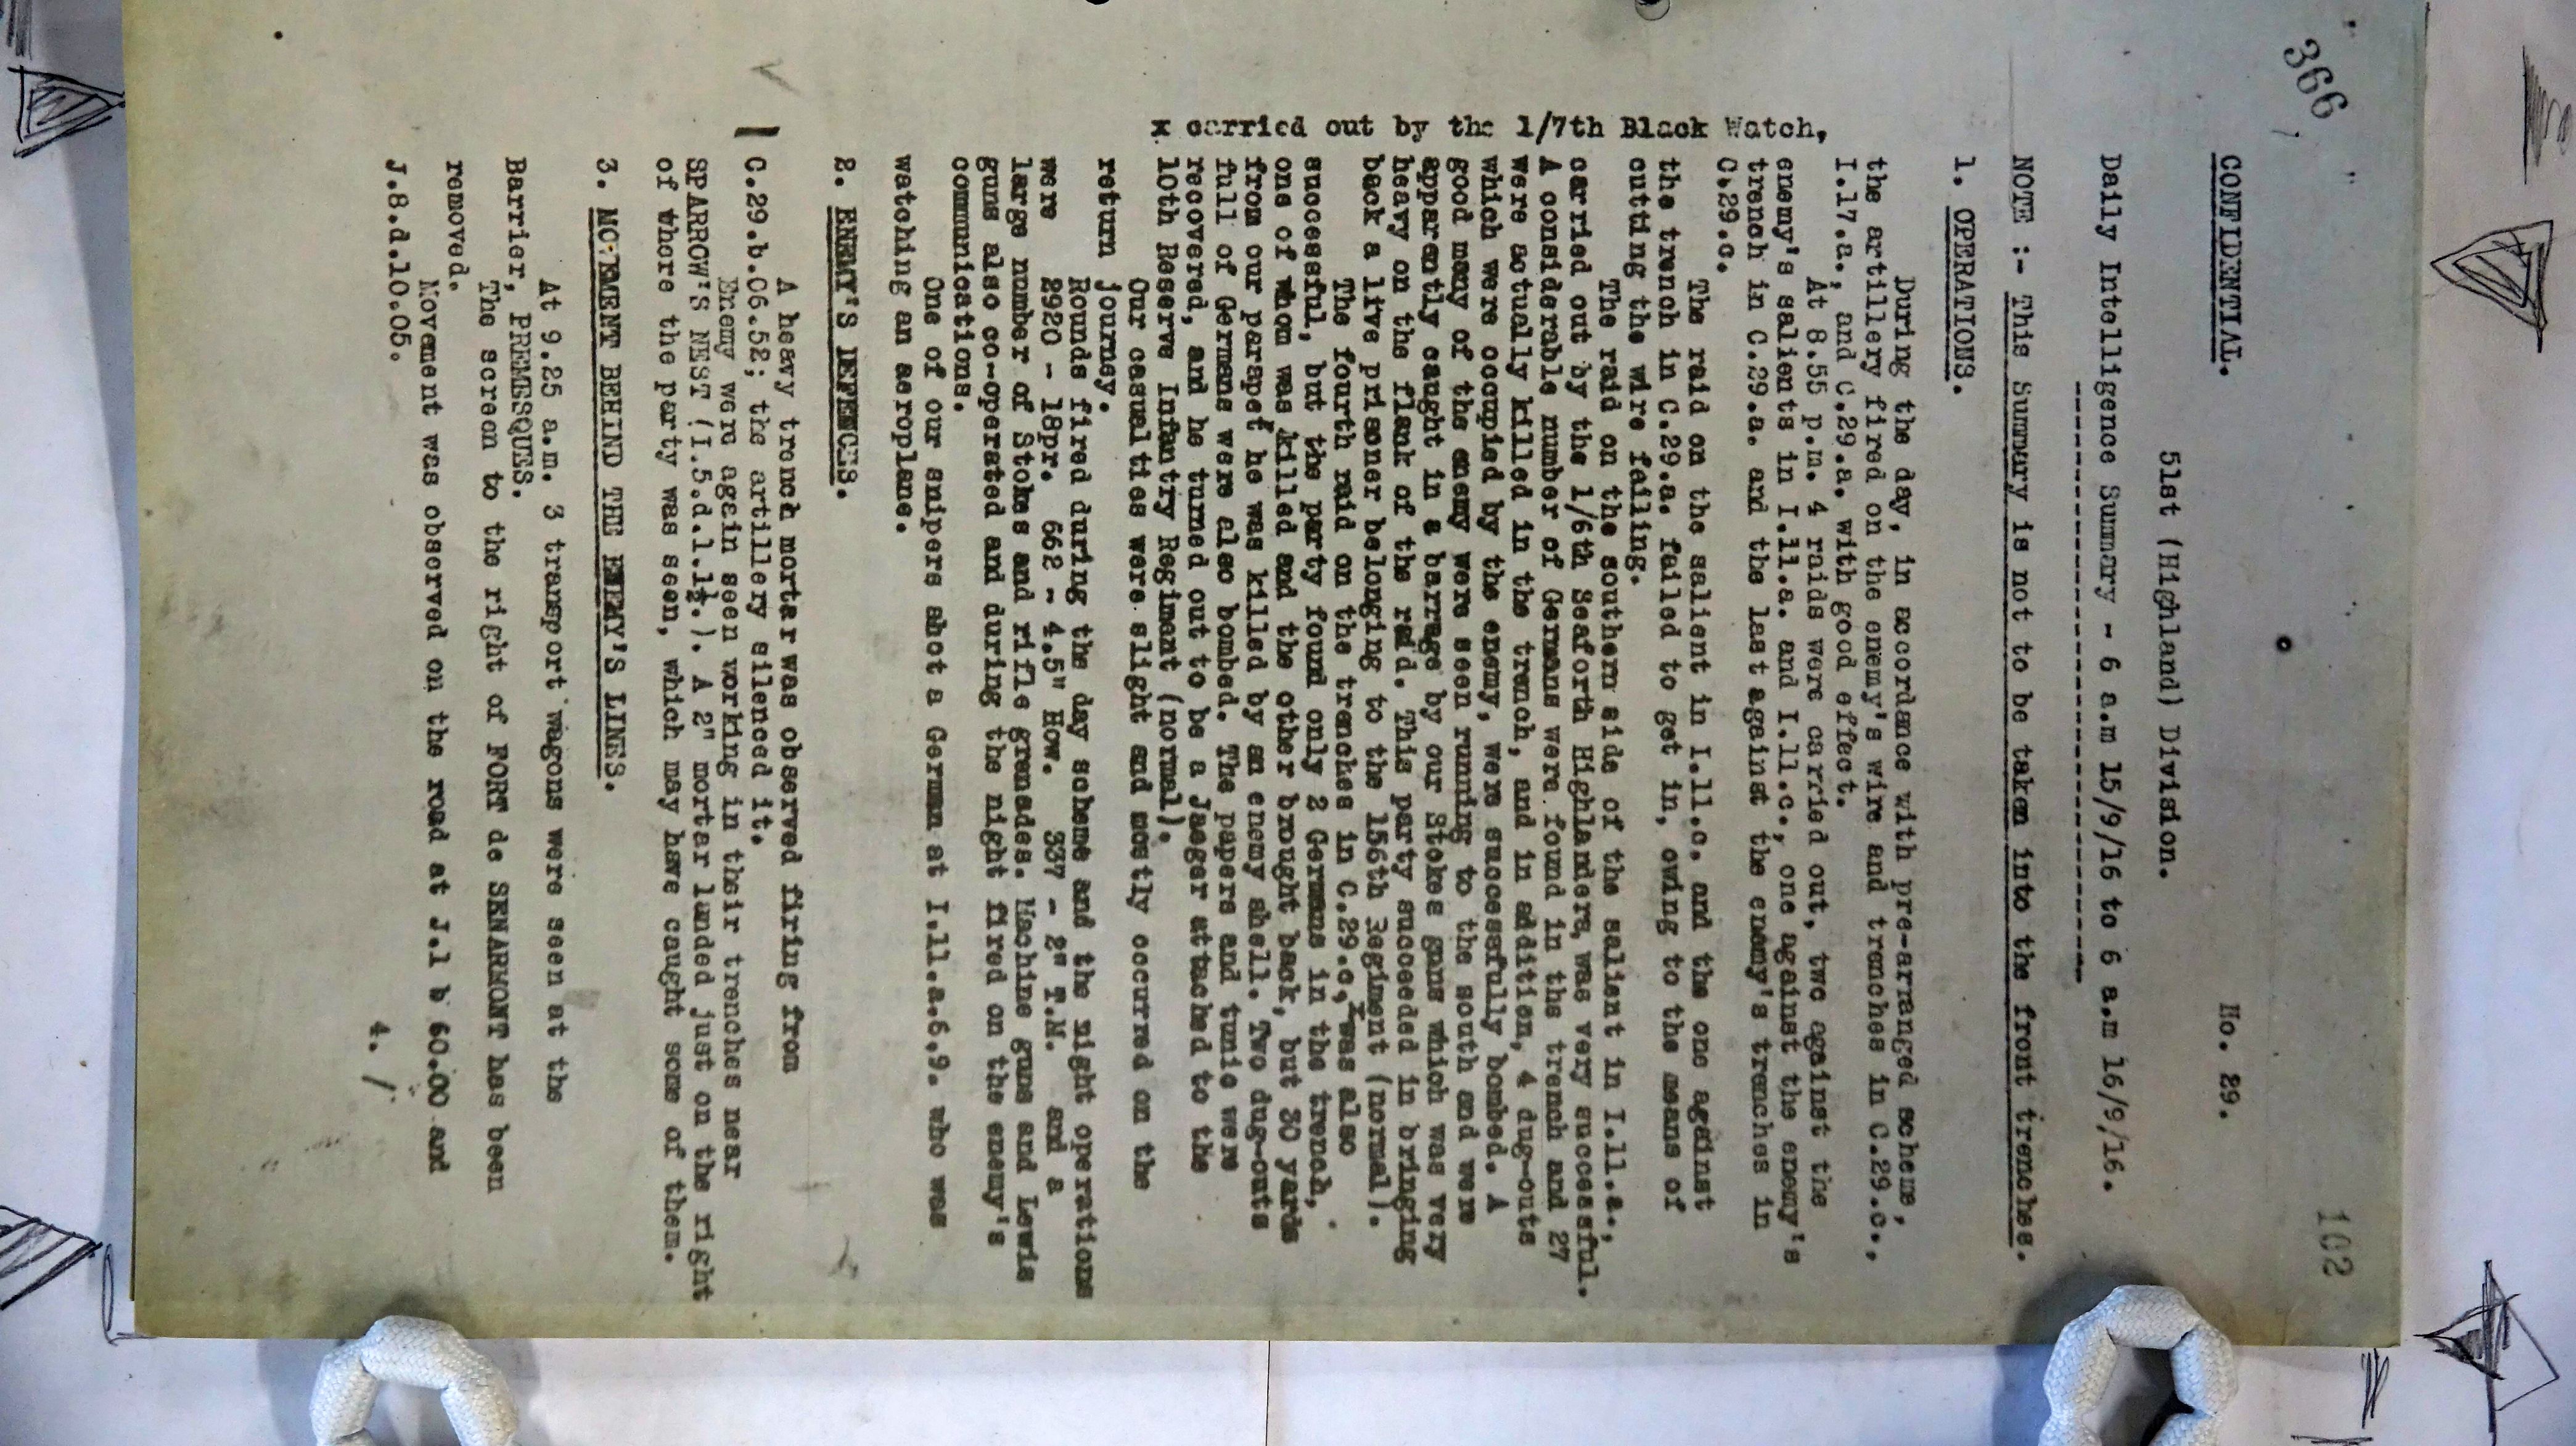 366
102
CONFIDENTIAL.
No. 29.
51st (Highland) Division.
Daily Intelligence Summary - 6 a.m 15/9/16 to 6 a.m 16/9/16.
NOTE :- This Summary is not to be taken into the front trenches.
1. OPERATIONS.
During the day, in accordance with pre-arranged scheme,
the artillery fired on the enemy's wire and trenches in C.29.c.,
I.17.a., and C.29.a. with good effect.
At 8.55 p.m. 4 raids were carried out, two against the
enemy's salients in I.11.a. and I.11.c., one against the enemy's
trench in C.29.a. and the last against the enemy's trenches in
C.29.c.
The raid on the salient in I.11.c. and the one against
the trench in C.29.a. failed to get in, owing to the means of
cutting the wire failing.
The raid on the southern side of the salient in I.11.a.,
carried out by the 1/6th Seaforth Highlanders, was very successful.
A considerable number of Germans were found in the trench and 27
were actually killed in the trench, and in addition, 4 dug-outs
which were occupied by the enemy, were successfully bombed. A
good many of the enemy were seen running to the south and were
apparently caught in a barrage by our Stokes guns which was very
heavy on the flank of the raid. This party succeeded in bringing
back a live prisoner belonging to the 156th Regiment (normal).
The fourth raid on the trenches in C.29.c, x was also
successful, but the party found only 2 Germans in the trench,
one of whom was killed and the other brought back, but 30 yards
from our parapet he was killed by an enemy shell. Two dug-outs
full of Germans were also bombed. The papers and tunic were
recovered, and he turned out to be a Jaeger attached to the
10th Reserve Infantry Regiment (normal).
x carried out by the 1/7th Black Watch,
Our casualties were slight and mostly occurred on the
return journey.
Rounds fired during the day scheme and the night operations
were 2920 - 18pr. 662 - 4.5" How. 337 - 2" T.M. and a
large number of Stokes and rifle grenades. Machine guns and Lewis
guns also co-operated and during the night fired on the enemy's
communications.
One of our snipers shot a German at I.11.a.6.9. who was
watching an aeroplane.
2. ENEMY'S DEFENCES.
A heavy trench mortar was observed firing from
C.29.b.06.52; the artillery silenced it.
Enemy were again seen working in their trenches near
SPARROW'S NEST (I.5.d.1.1½.). A 2" mortar landed just on the right
of where the party was seen, which may have caught some of them.
3. MOVEMENT BEHIND THE ENEMY'S LINES.
At 9.25 a.m. 3 transport wagons were seen at the
Barrier, PREMESQUES.
The screen to the right of FORT de SENARMONT has been
removed.
Movement was observed on the road at J.1 b 60.00 and
J.8.d.10.05.
4. /